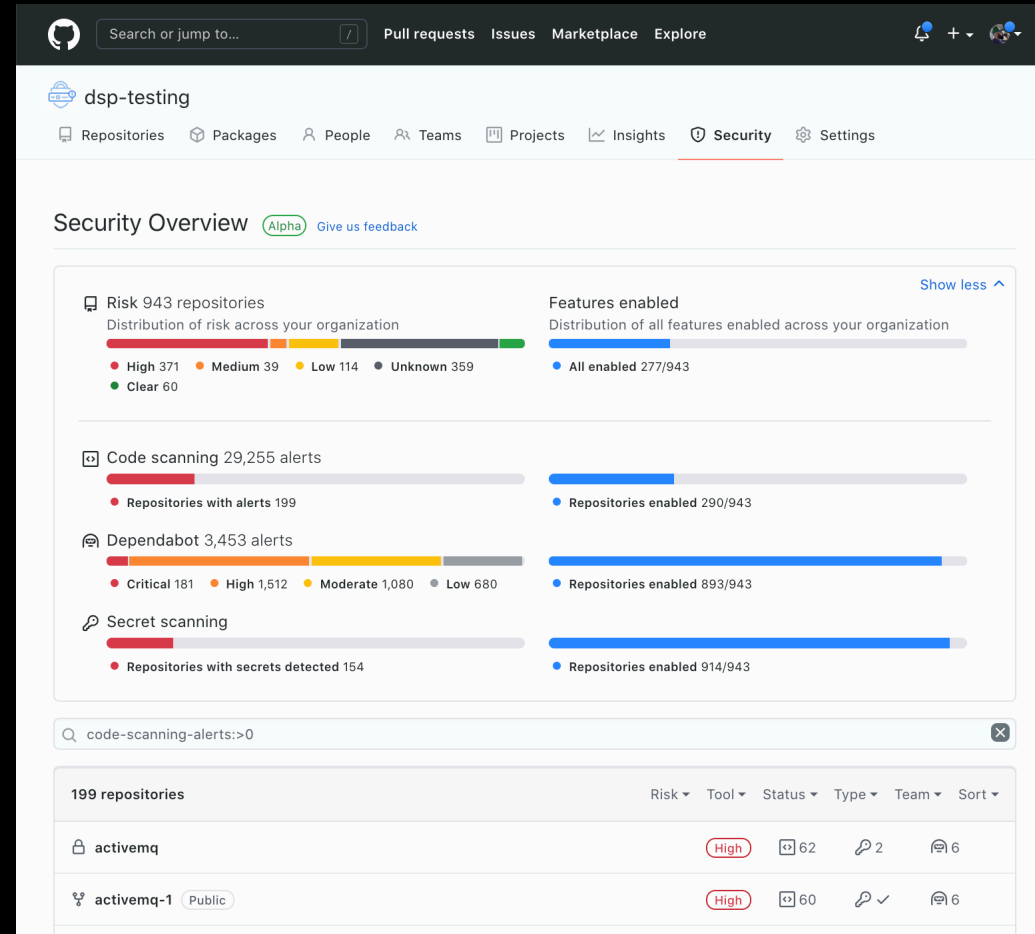 Search or jump to... / Pull requests Issues Marketplace Explore
dsp-testing
Repositories Packages People Teams Projects Insights Security Settings
Security Overview Alpha Give us feedback
Show less
Risk 943 repositories
Distribution of risk across your organization
High 371 Medium 39 Low 114 Unknown 359
Clear 60
Features enabled
Distribution of all features enabled across your organization
All enabled 277/943
Code scanning 29,255 alerts
Repositories with alerts 199
Repositories enabled 290/943
Dependabot 3,453 alerts
Critical 181 High 1,512 Moderate 1,080 Low 680
Repositories enabled 893/943
Secret scanning
Repositories with secrets detected 154
Repositories enabled 914/943
code-scanning-alerts:>0
199 repositories Risk Tool Status Type Team Sort
activemq High 62 2 6
activemq-1 Public High 60 6